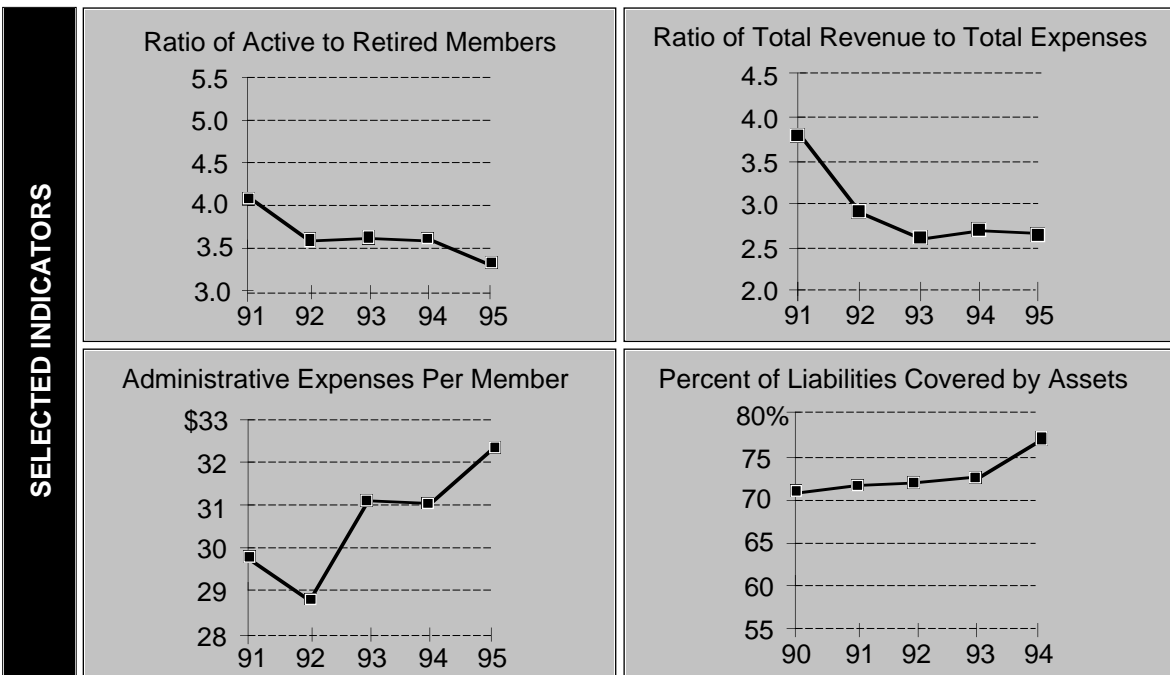 SELECTED INDICATORS
Ratio of Active to Retired Members
5.5
5.0
4.5
4.0
3.5
3.0
91 92 93 94 95
Ratio of Total Revenue to Total Expenses
4.5
4.0
3.5
3.0
2.5
2.0
91 92 93 94 95
Administrative Expenses Per Member
$33
32
31
30
29
28
91 92 93 94 95
Percent of Liabilities Covered by Assets
80%
75
70
65
60
55
90 91 92 93 94